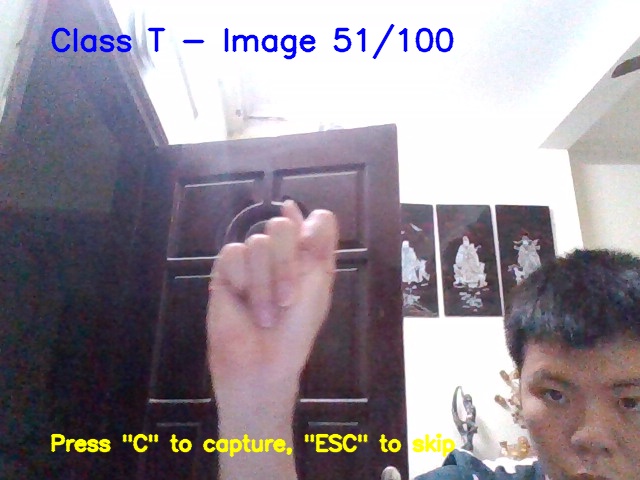 Class T - Image 51/100
Press "C" to capture, "ESC" to skip